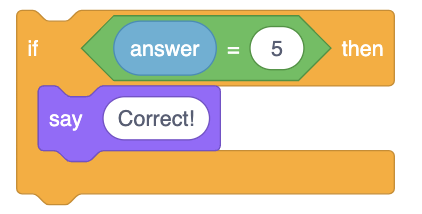 if answer = 5 then
say Correct!